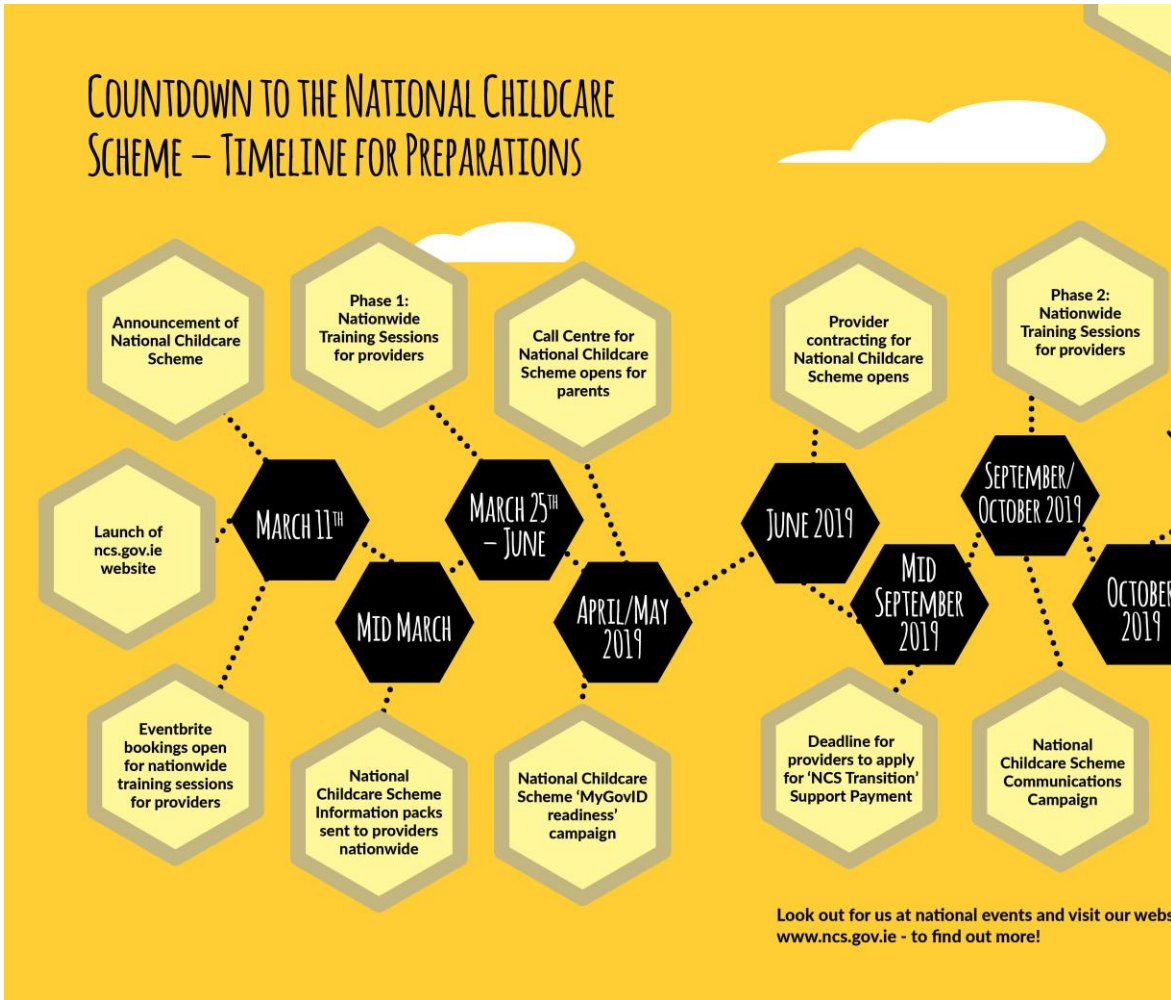 COUNTDOWN TO THE NATIONAL CHILDCARE
SCHEME – TIMELINE FOR PREPARATIONS
Announcement of
National Childcare
Scheme
Phase 1:
Nationwide
Training Sessions
for providers
Call Centre for
National Childcare
Scheme opens for
parents
Provider
contracting for
National Childcare
Scheme opens
Phase 2:
Nationwide
Training Sessions
for providers
Launch of
ncs.gov.ie
website
MARCH 11TH
MID MARCH
MARCH 25TH
– JUNE
APRIL/MAY
2019
JUNE 2019
MID
SEPTEMBER
2019
SEPTEMBER/
OCTOBER 2019
OCTOBER
2019
Eventbrite
bookings open
for nationwide
training sessions
for providers
National
Childcare Scheme
Information packs
sent to providers
nationwide
National Childcare
Scheme ‘MyGovID
readiness’
campaign
Deadline for
providers to apply
for ‘NCS Transition’
Support Payment
National
Childcare Scheme
Communications
Campaign
Look out for us at national events and visit our webs
www.ncs.gov.ie - to find out more!